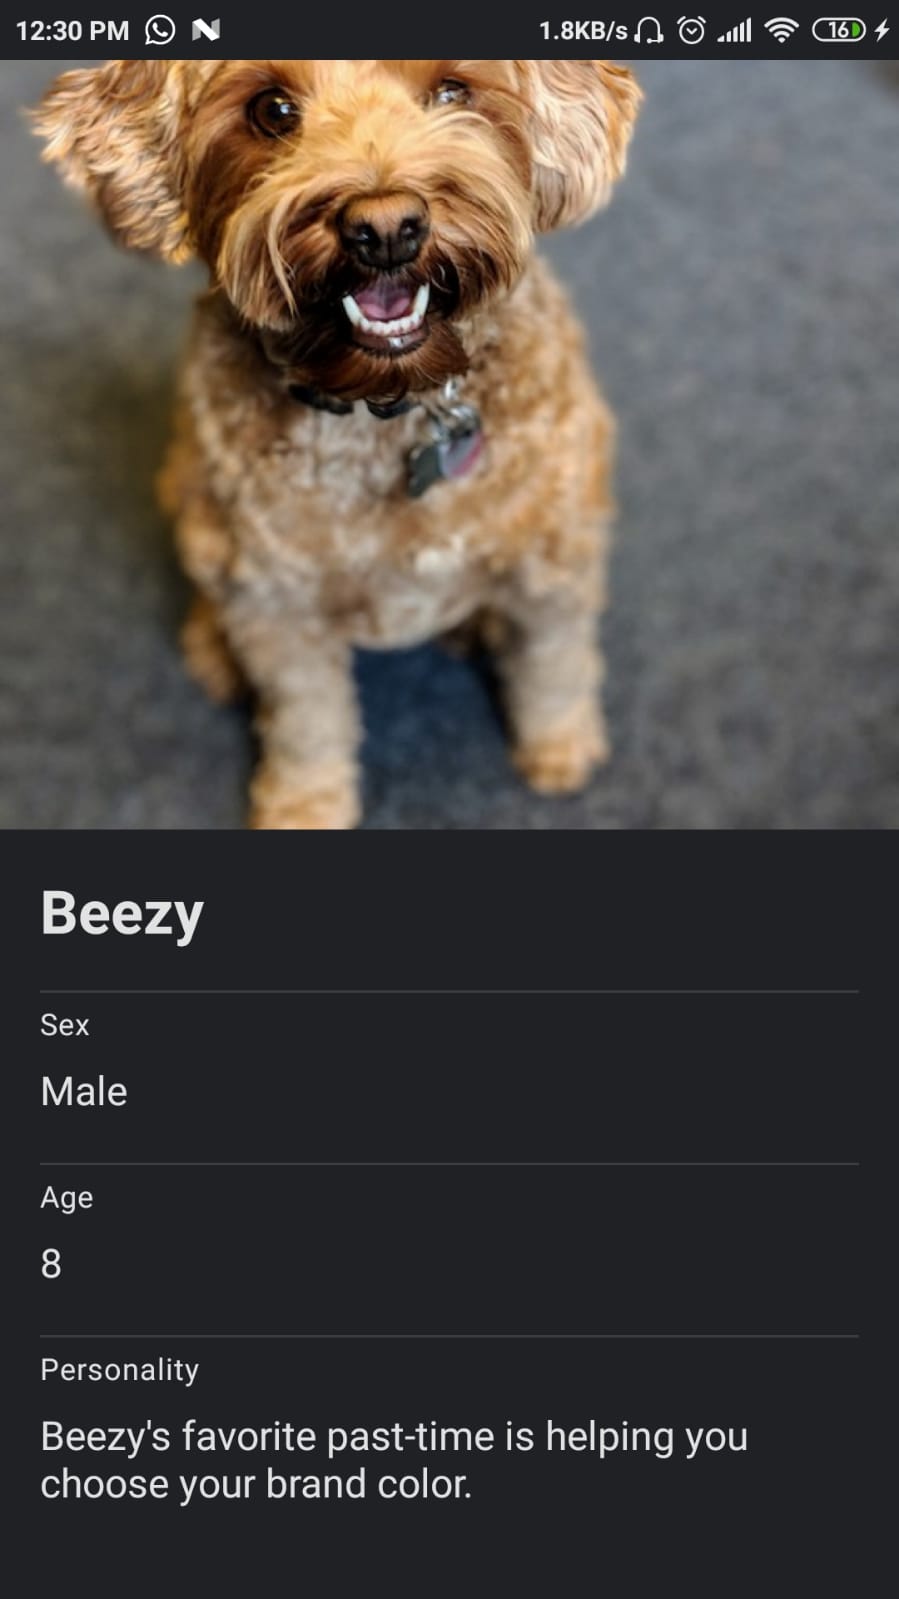 12:30 PM 1.8KB/s 16
Beezy
Sex
Male
Age
8
Personality
Beezy's favorite past-time is helping you
choose your brand color.